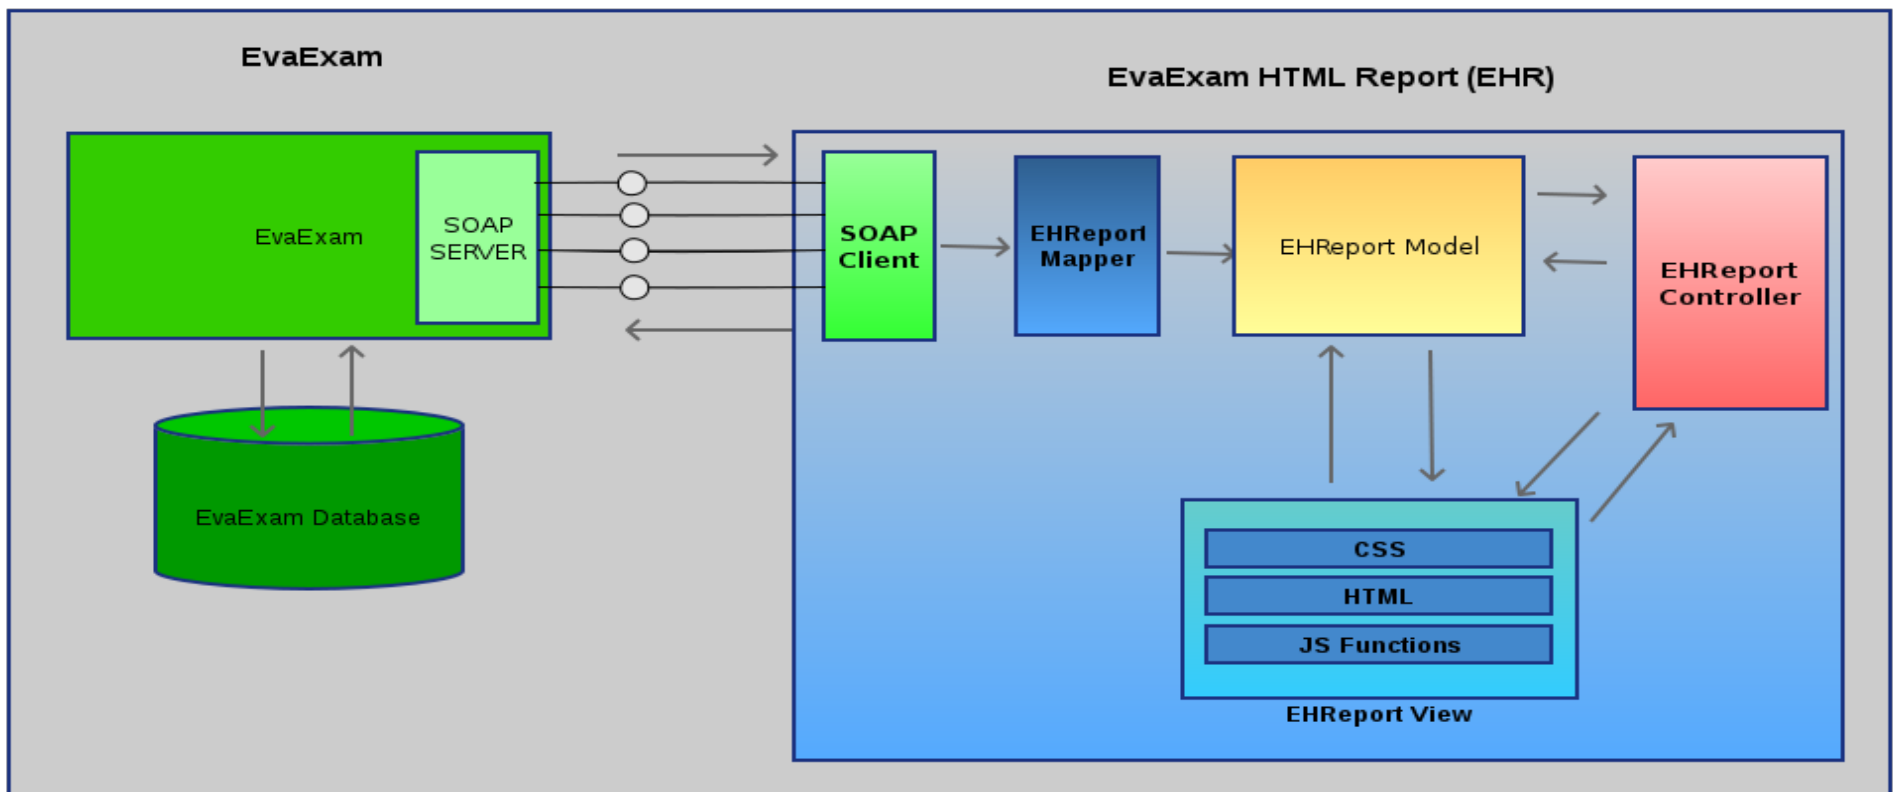 EvaExam
EvaExam HTML Report (EHR)
EvaExam
SOAP
SERVER
SOAP
Client
EHReport
Mapper
EHReport Model
EHReport
Controller
EvaExam Database
CSS
HTML
JS Functions
EHReport View